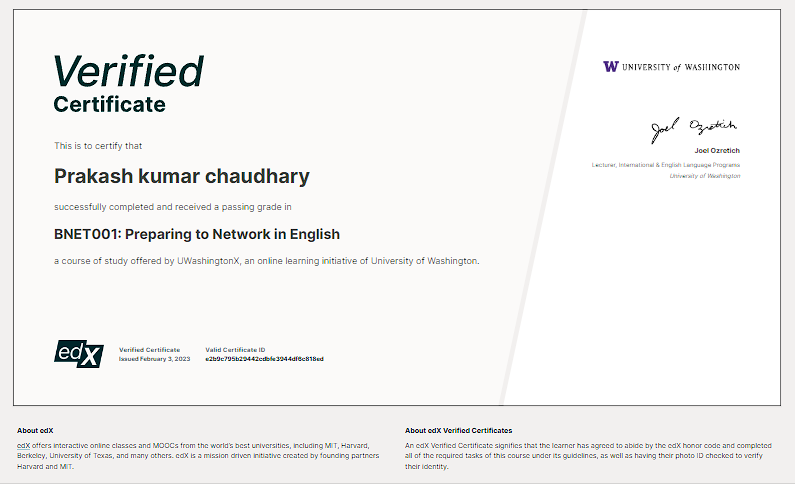 Verified
Certificate
This is to certify that
Prakash kumar chaudhary
successfully completed and received a passing grade in
BNET001: Preparing to Network in English
a course of study offered by UWashingtonX, an online learning initiative of University of Washington.
W UNIVERSITY of WASHINGTON
Joel Ozretich
Joel Ozretich
Lecturer, International & English Language Programs
University of Washington
edX
Verified Certificate
Issued February 3, 2023
Valid Certificate ID
e2b9c795b29442cdbfe3944df6c818ed
About edX
edX offers interactive online classes and MOOCs from the world's best universities, including MIT, Harvard,
Berkeley, University of Texas, and many others. edX is a mission driven initiative created by founding partners
Harvard and MIT.
About edX Verified Certificates
An edX Verified Certificate signifies that the learner has agreed to abide by the edX honor code and completed
all of the required tasks of this course under its guidelines, as well as having their photo ID checked to verify
their identity.